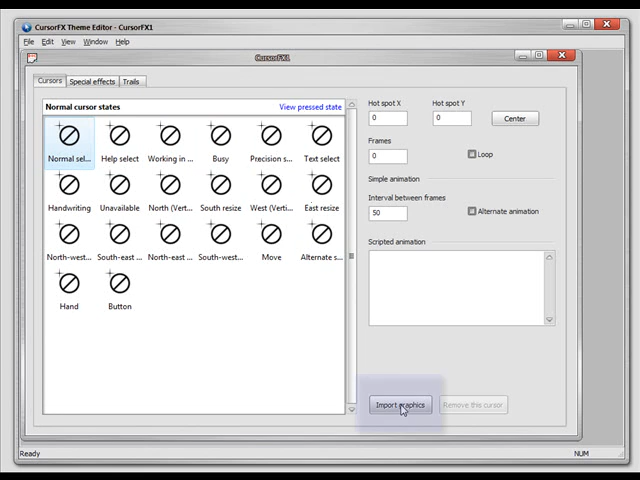 CursorFX Theme Editor - CursorFX1
File Edit View Window Help
CursorFX1
Cursors Special effects Trails
Normal cursor states View pressed state
Normal sel... Help select Working in ... Busy Precision s... Text select
Handwriting Unavailable North (Verti... South resize West (Verti... East resize
North-west... South-east ... North-east ... South-west... Move Alternate s...
Hand Button
Hot spot X Hot spot Y
0 0 Center
Frames
0 Loop
Simple animation
Interval between frames
50 Alternate animation
Scripted animation
Import graphics Remove this cursor
Ready NUM